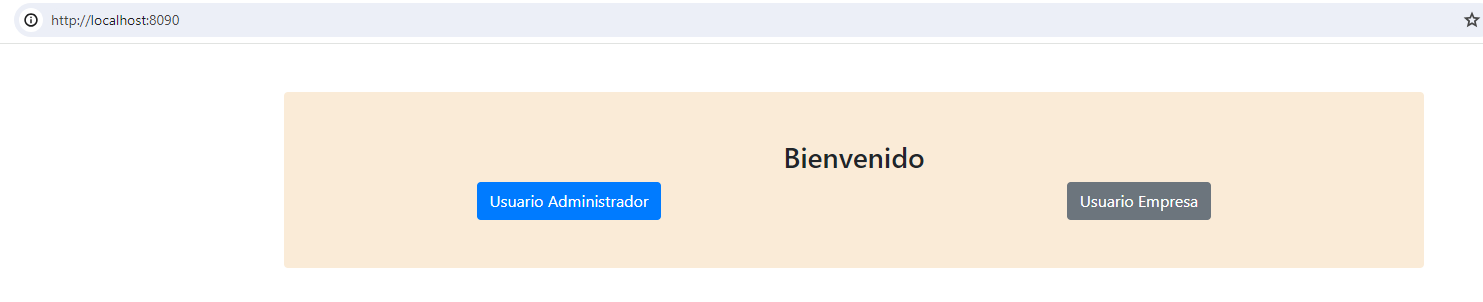 http://localhost:8090
Bienvenido
Usuario Administrador
Usuario Empresa